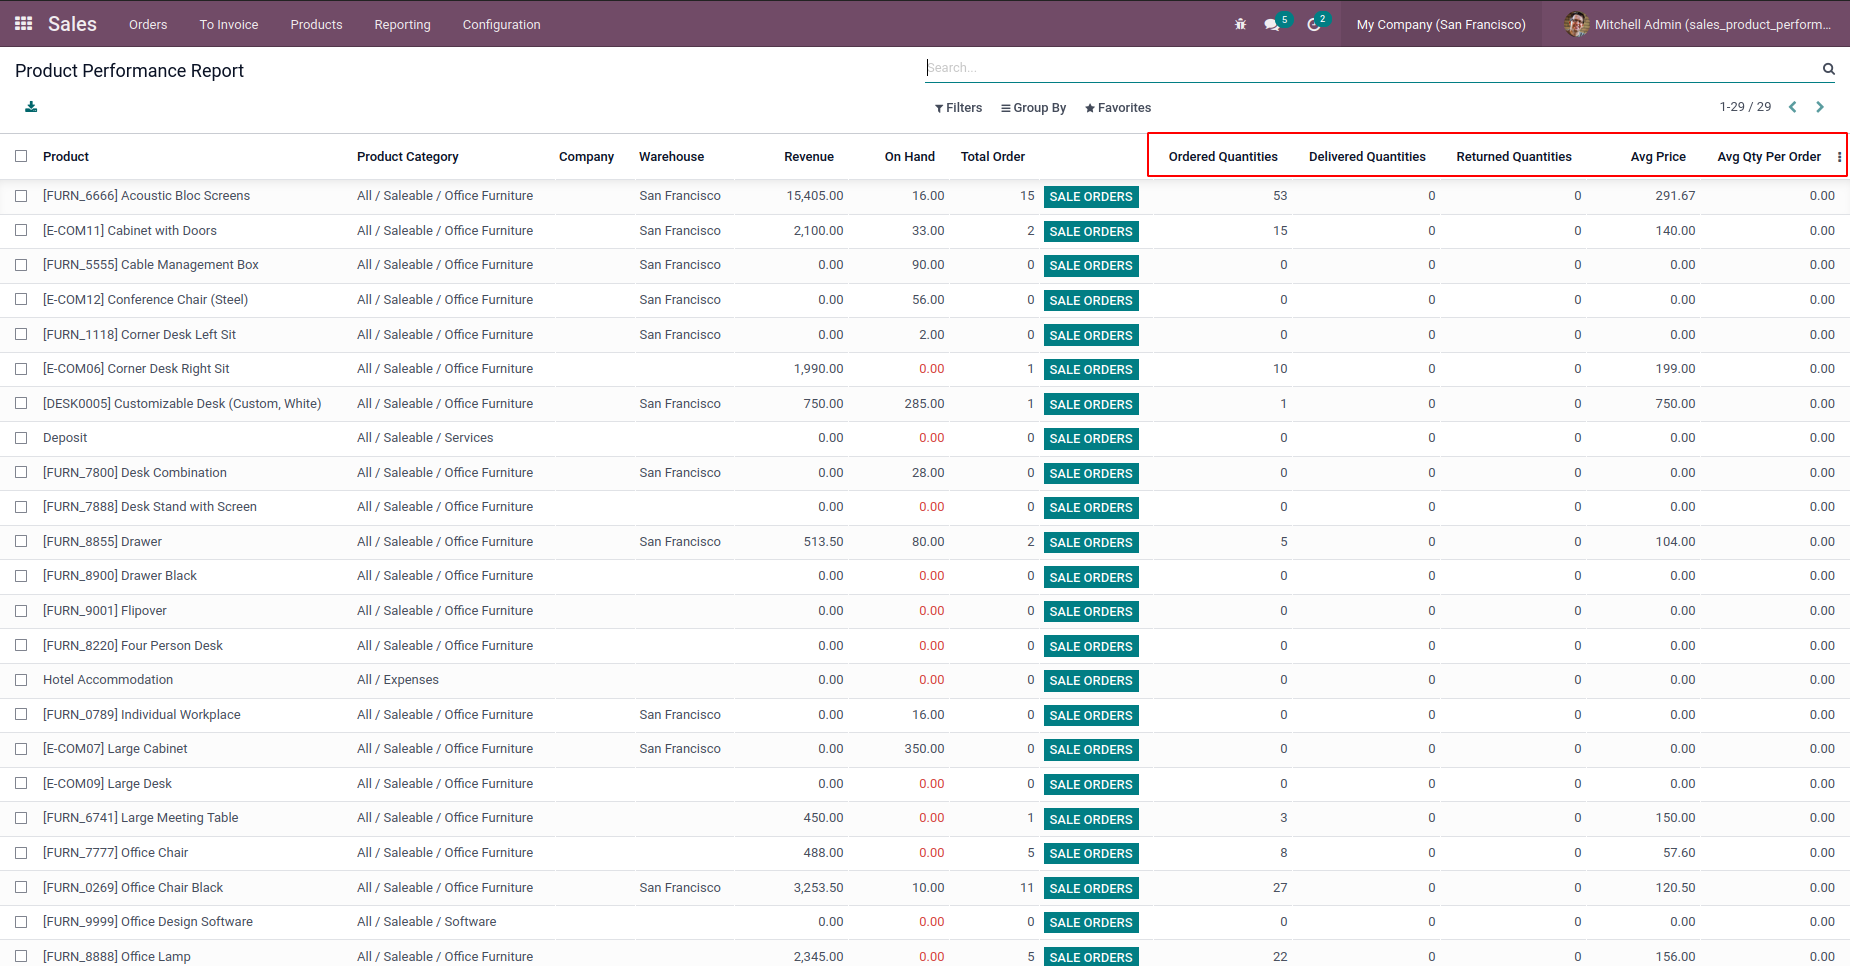 Sales Orders To Invoice Products Reporting Configuration 5 2 My Company (San Francisco) Mitchell Admin (sales_product_perform...
Product Performance Report Search...
Filters Group By Favorites 1-29 / 29
Product Product Category Company Warehouse Revenue On Hand Total Order Ordered Quantities Delivered Quantities Returned Quantities Avg Price Avg Qty Per Order
[FURN_6666] Acoustic Bloc Screens All / Saleable / Office Furniture San Francisco 15,405.00 16.00 15 SALE ORDERS 53 0 0 291.67 0.00
[E-COM11] Cabinet with Doors All / Saleable / Office Furniture San Francisco 2,100.00 33.00 2 SALE ORDERS 15 0 0 140.00 0.00
[FURN_5555] Cable Management Box All / Saleable / Office Furniture San Francisco 0.00 90.00 0 SALE ORDERS 0 0 0 0.00 0.00
[E-COM12] Conference Chair (Steel) All / Saleable / Office Furniture San Francisco 0.00 56.00 0 SALE ORDERS 0 0 0 0.00 0.00
[FURN_1118] Corner Desk Left Sit All / Saleable / Office Furniture San Francisco 0.00 2.00 0 SALE ORDERS 0 0 0 0.00 0.00
[E-COM06] Corner Desk Right Sit All / Saleable / Office Furniture 1,990.00 0.00 1 SALE ORDERS 10 0 0 199.00 0.00
[DESK0005] Customizable Desk (Custom, White) All / Saleable / Office Furniture San Francisco 750.00 285.00 1 SALE ORDERS 1 0 0 750.00 0.00
Deposit All / Saleable / Services 0.00 0.00 0 SALE ORDERS 0 0 0 0.00 0.00
[FURN_7800] Desk Combination All / Saleable / Office Furniture San Francisco 0.00 28.00 0 SALE ORDERS 0 0 0 0.00 0.00
[FURN_7888] Desk Stand with Screen All / Saleable / Office Furniture 0.00 0.00 0 SALE ORDERS 0 0 0 0.00 0.00
[FURN_8855] Drawer All / Saleable / Office Furniture San Francisco 513.50 80.00 2 SALE ORDERS 5 0 0 104.00 0.00
[FURN_8900] Drawer Black All / Saleable / Office Furniture 0.00 0.00 0 SALE ORDERS 0 0 0 0.00 0.00
[FURN_9001] Flipover All / Saleable / Office Furniture 0.00 0.00 0 SALE ORDERS 0 0 0 0.00 0.00
[FURN_8220] Four Person Desk All / Saleable / Office Furniture 0.00 0.00 0 SALE ORDERS 0 0 0 0.00 0.00
Hotel Accommodation All / Expenses 0.00 0.00 0 SALE ORDERS 0 0 0 0.00 0.00
[FURN_0789] Individual Workplace All / Saleable / Office Furniture San Francisco 0.00 16.00 0 SALE ORDERS 0 0 0 0.00 0.00
[E-COM07] Large Cabinet All / Saleable / Office Furniture San Francisco 0.00 350.00 0 SALE ORDERS 0 0 0 0.00 0.00
[E-COM09] Large Desk All / Saleable / Office Furniture 0.00 0.00 0 SALE ORDERS 0 0 0 0.00 0.00
[FURN_6741] Large Meeting Table All / Saleable / Office Furniture 450.00 0.00 1 SALE ORDERS 3 0 0 150.00 0.00
[FURN_7777] Office Chair All / Saleable / Office Furniture 488.00 0.00 5 SALE ORDERS 8 0 0 57.60 0.00
[FURN_0269] Office Chair Black All / Saleable / Office Furniture San Francisco 3,253.50 10.00 11 SALE ORDERS 27 0 0 120.50 0.00
[FURN_9999] Office Design Software All / Saleable / Software 0.00 0.00 0 SALE ORDERS 0 0 0 0.00 0.00
[FURN_8888] Office Lamp All / Saleable / Office Furniture 2,345.00 0.00 5 SALE ORDERS 22 0 0 156.00 0.00